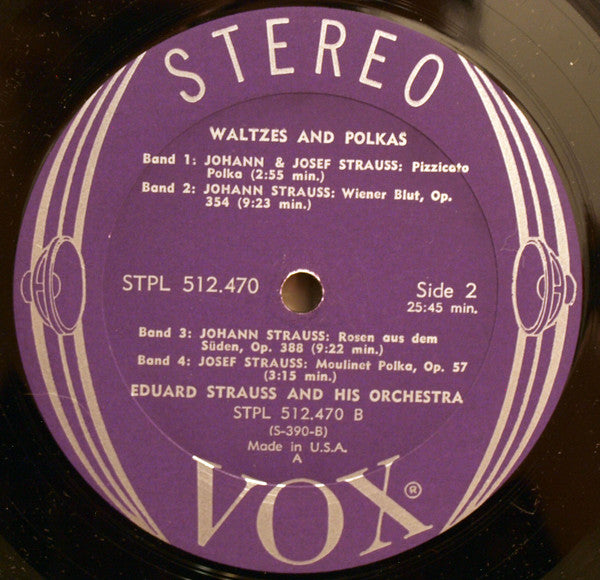 STEREO
WALTZES AND POLKAS
Band 1: JOHANN & JOSEF STRAUSS: Pizzicato
Polka (2:55 min.)
Band 2: JOHANN STRAUSS: Wiener Blut, Op.
354 (9:23 min.)
STPL 512.470
Side 2
25:45 min.
Band 3: JOHANN STRAUSS: Rosen aus dem
Süden, Op. 388 (9:22 min.)
Band 4: JOSEF STRAUSS: Moulinet Polka, Op. 57
(3:15 min.)
EDUARD STRAUSS AND HIS ORCHESTRA
STPL 512.470 B
(S-390-B)
Made in U.S.A.
A
VOX®